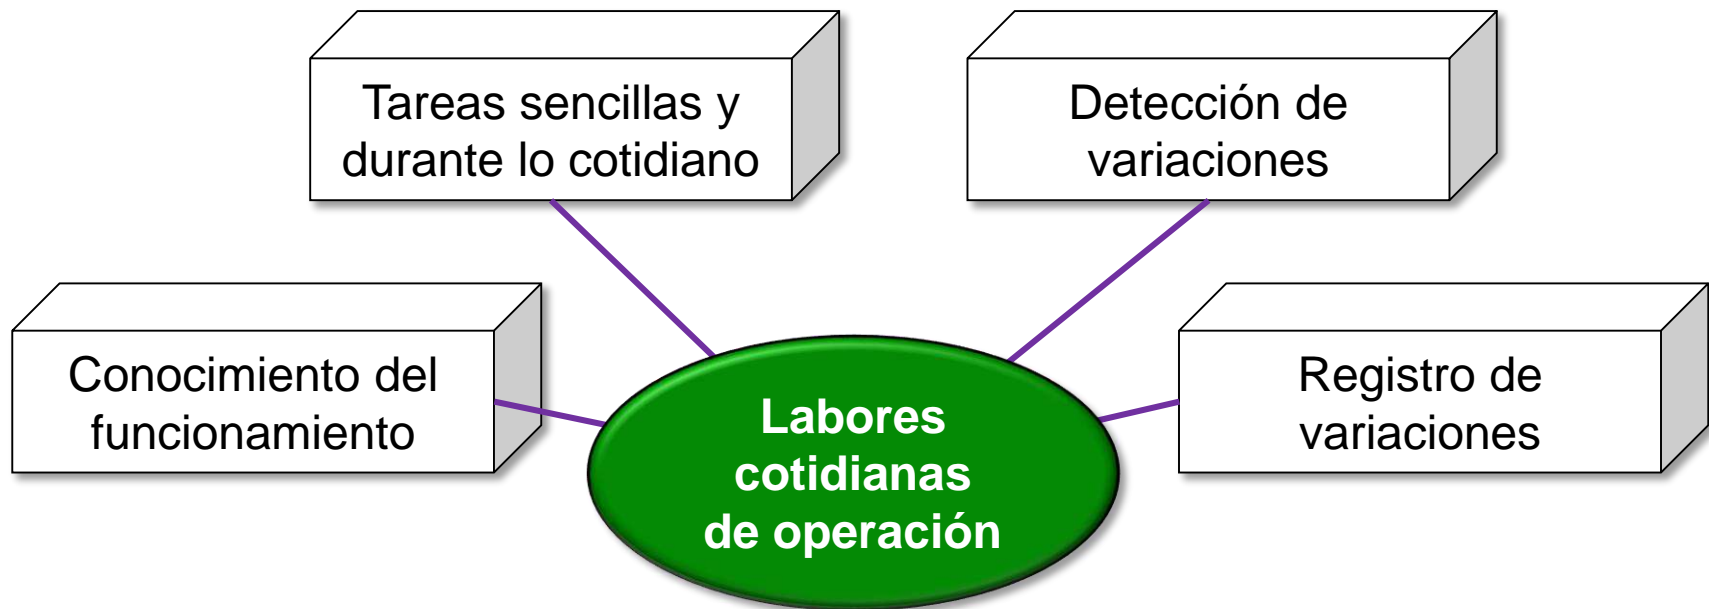 Tareas sencillas y
durante lo cotidiano
Detección de
variaciones
Conocimiento del
funcionamiento
Registro de
variaciones
Labores
cotidianas
de operación